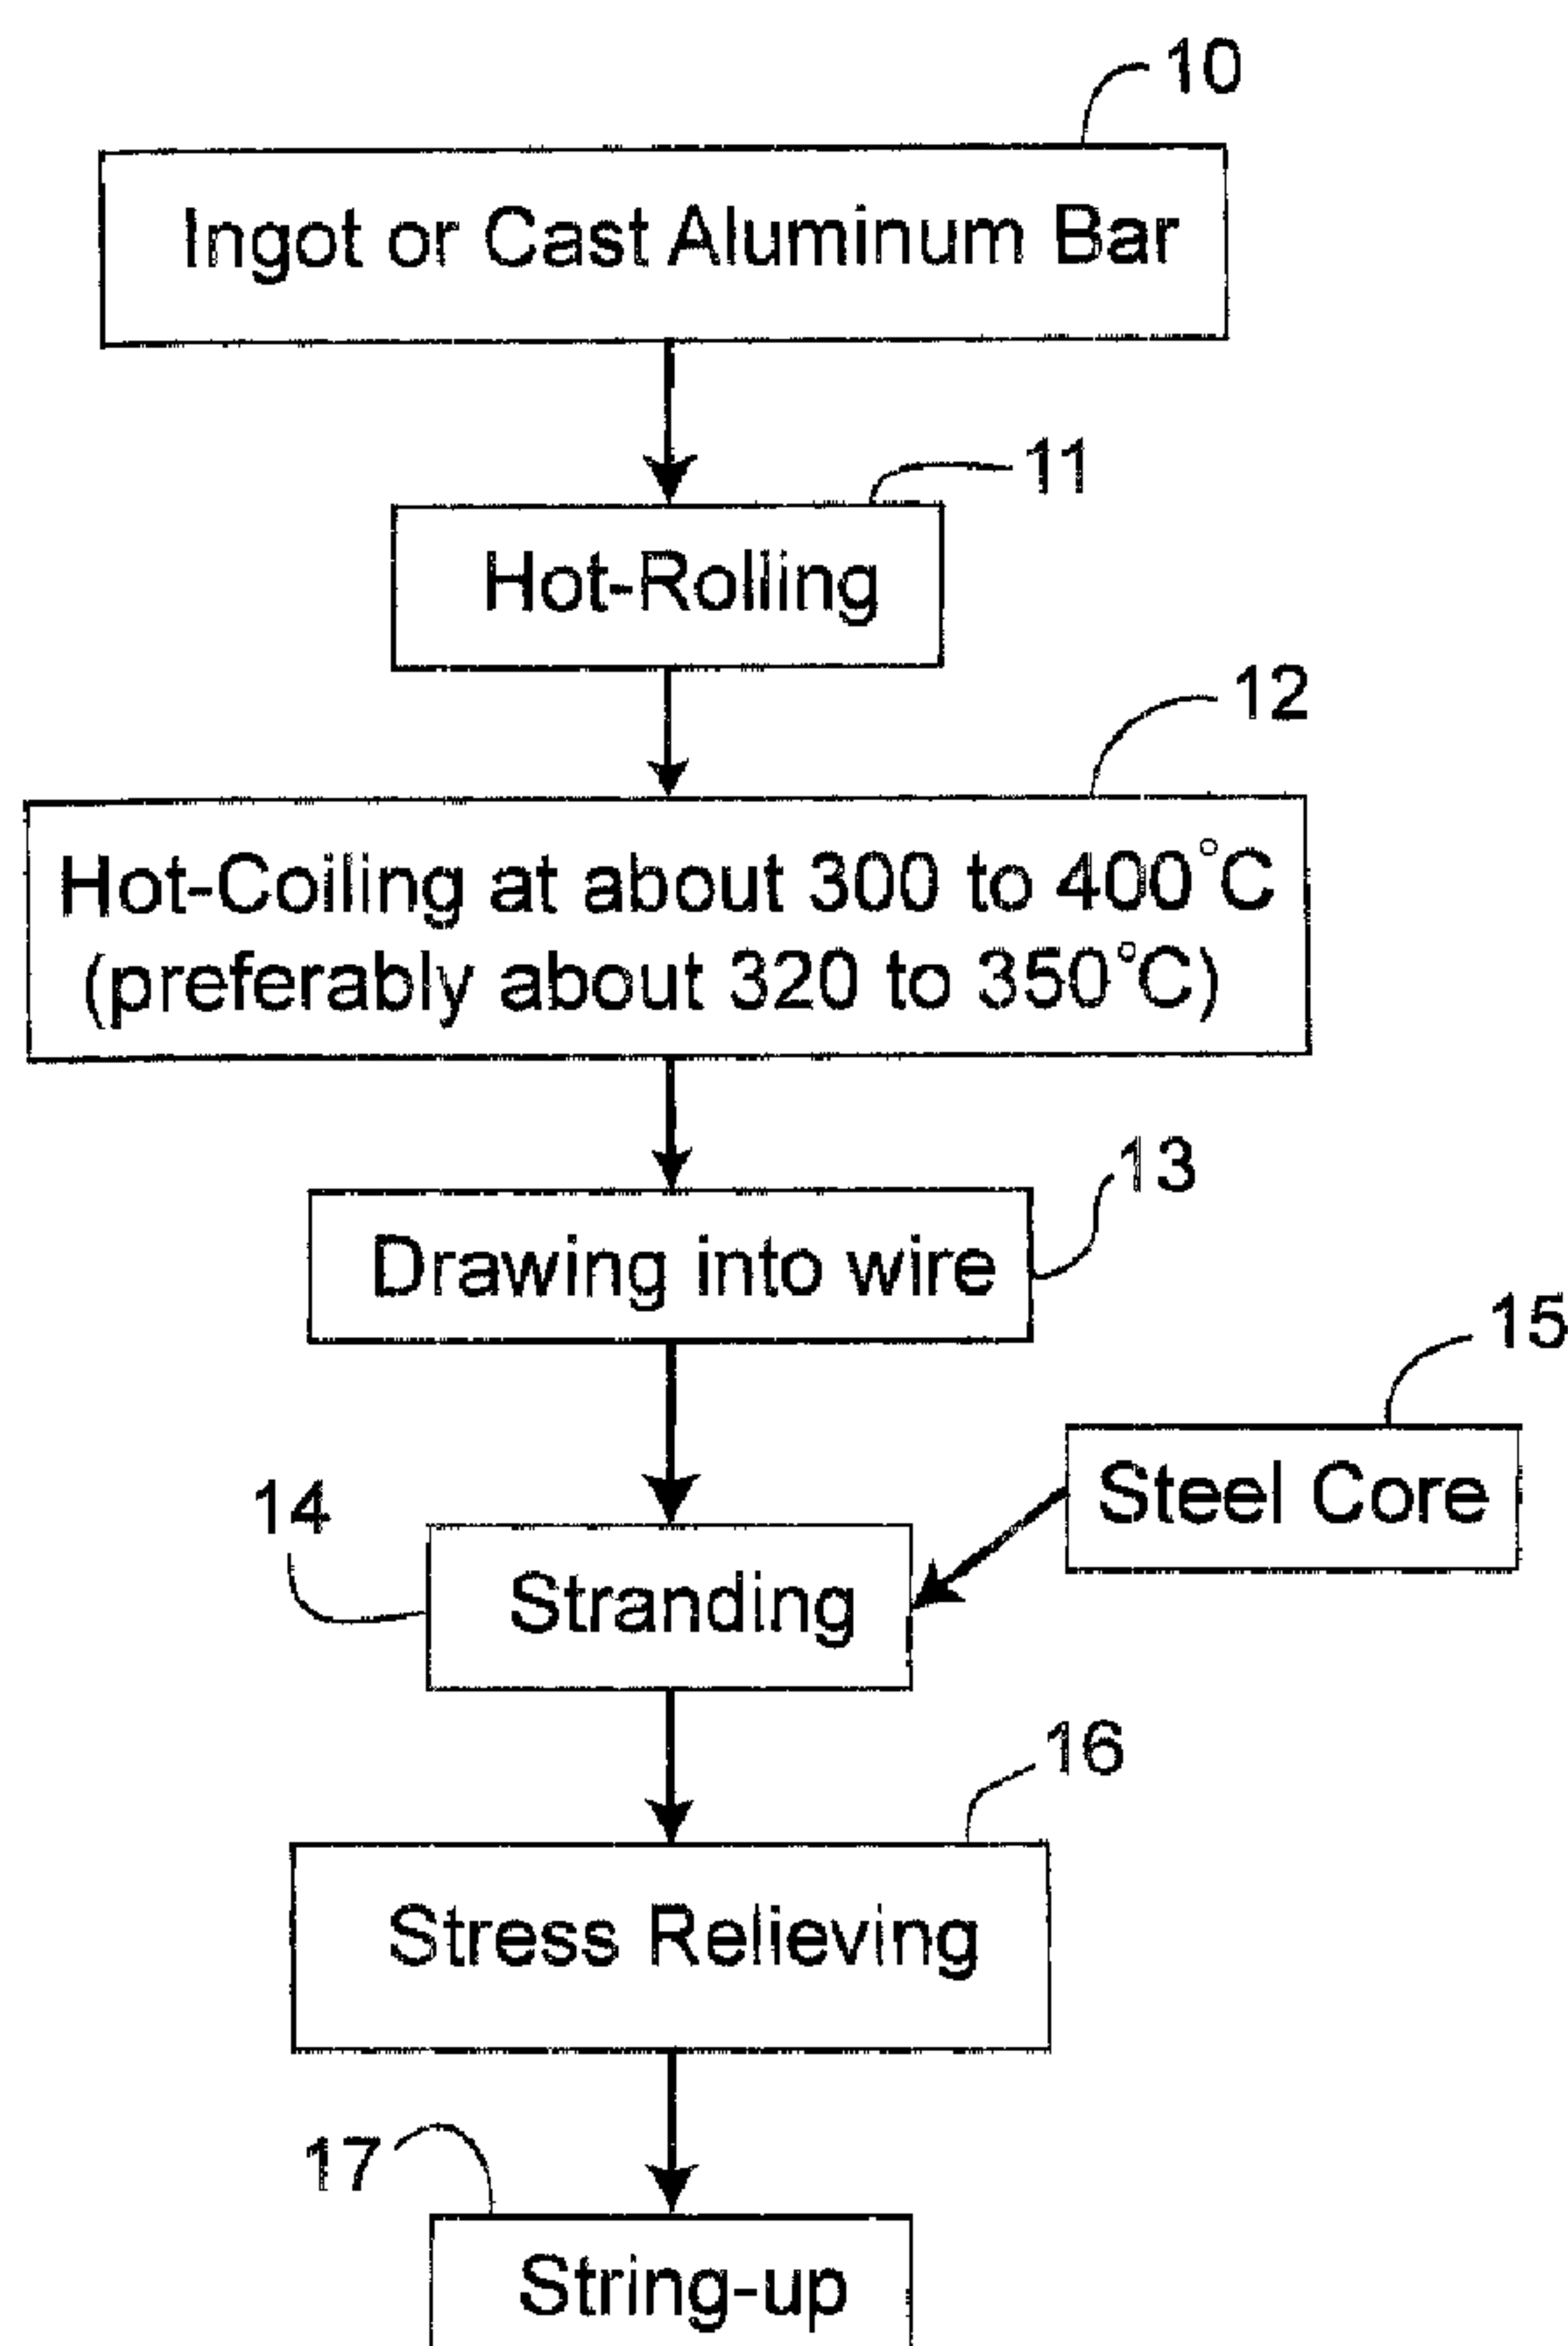 10
Ingot or Cast Aluminum Bar
11
Hot-Rolling
12
Hot-Coiling at about 300 to 400°C
(preferably about 320 to 350°C)
13
Drawing into wire
15
Steel Core
14
Stranding
16
Stress Relieving
17
String-up